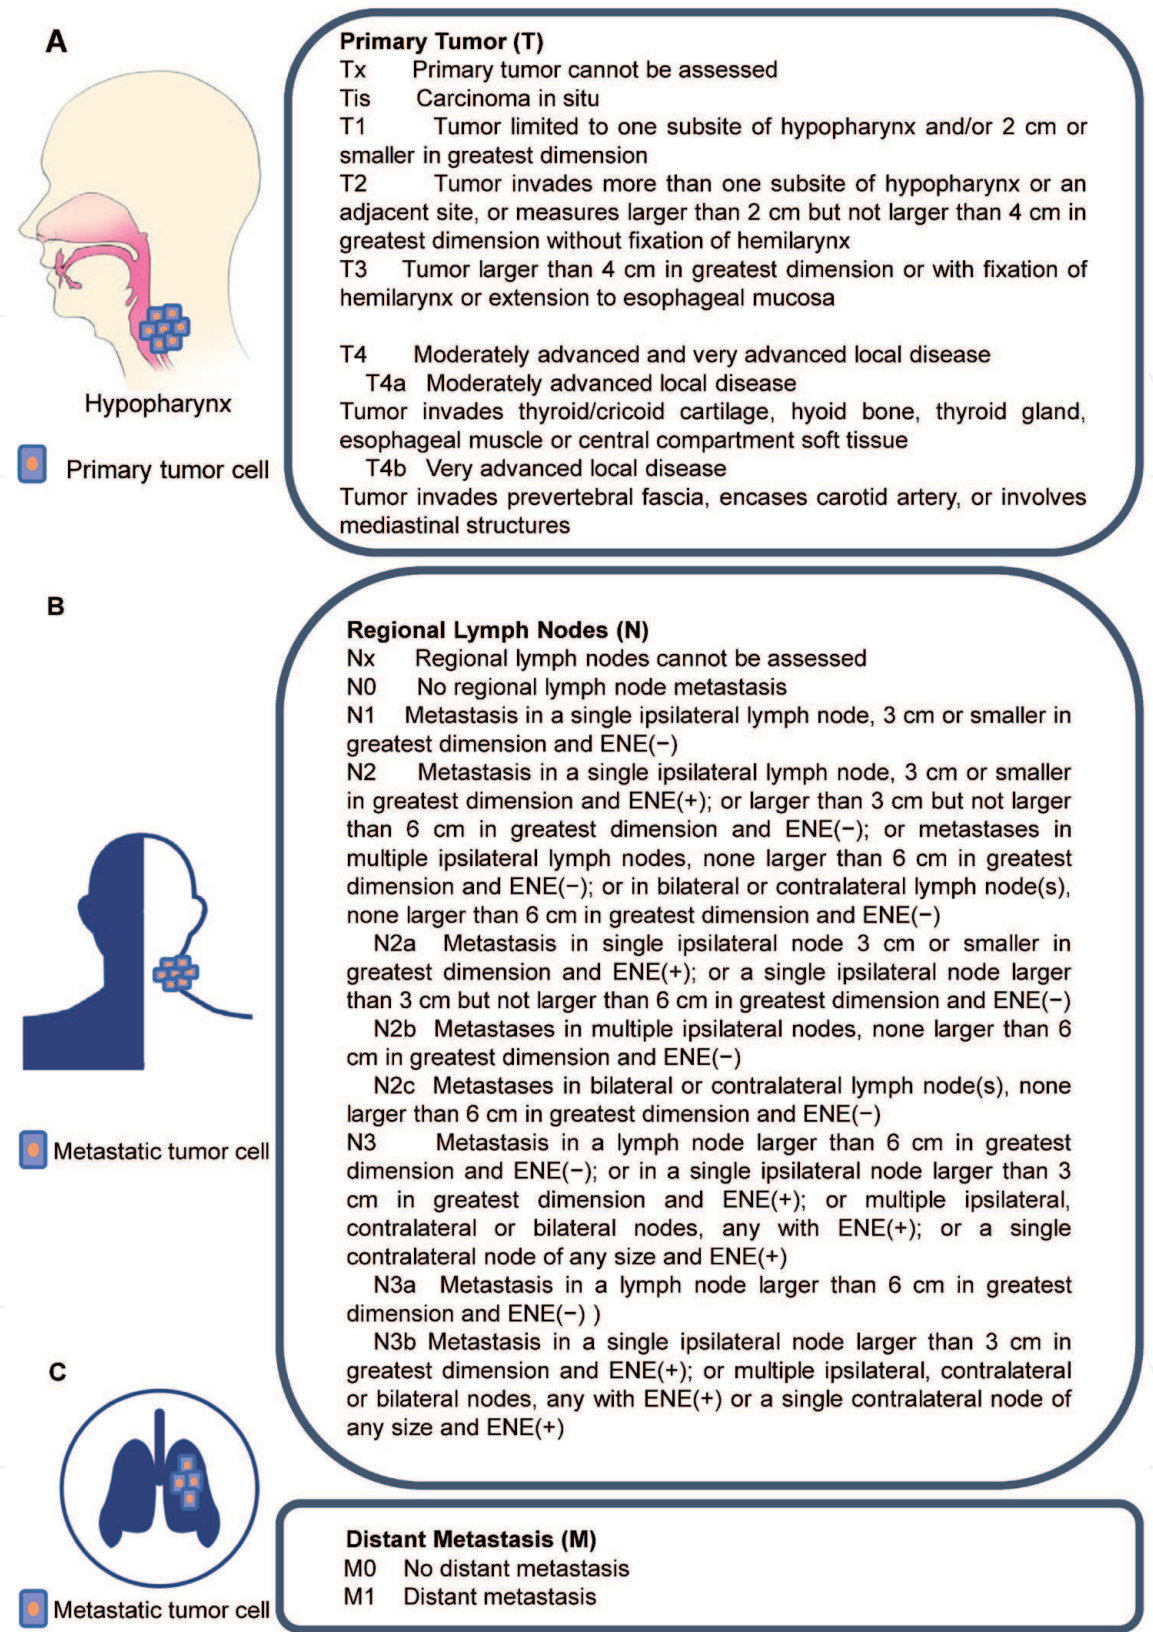 A
Primary Tumor (T)
Tx Primary tumor cannot be assessed
Tis Carcinoma in situ
T1 Tumor limited to one subsite of hypopharynx and/or 2 cm or
smaller in greatest dimension
T2 Tumor invades more than one subsite of hypopharynx or an
adjacent site, or measures larger than 2 cm but not larger than 4 cm in
greatest dimension without fixation of hemilarynx
T3 Tumor larger than 4 cm in greatest dimension or with fixation of
hemilarynx or extension to esophageal mucosa
T4 Moderately advanced and very advanced local disease
T4a Moderately advanced local disease
Tumor invades thyroid/cricoid cartilage, hyoid bone, thyroid gland,
esophageal muscle or central compartment soft tissue
T4b Very advanced local disease
Tumor invades prevertebral fascia, encases carotid artery, or involves
mediastinal structures
Hypopharynx
Primary tumor cell
B
Regional Lymph Nodes (N)
Nx Regional lymph nodes cannot be assessed
N0 No regional lymph node metastasis
N1 Metastasis in a single ipsilateral lymph node, 3 cm or smaller in
greatest dimension and ENE(−)
N2 Metastasis in a single ipsilateral lymph node, 3 cm or smaller
in greatest dimension and ENE(+); or larger than 3 cm but not larger
than 6 cm in greatest dimension and ENE(−); or metastases in
multiple ipsilateral lymph nodes, none larger than 6 cm in greatest
dimension and ENE(−); or in bilateral or contralateral lymph node(s),
none larger than 6 cm in greatest dimension and ENE(−)
N2a Metastasis in single ipsilateral node 3 cm or smaller in
greatest dimension and ENE(+); or a single ipsilateral node larger
than 3 cm but not larger than 6 cm in greatest dimension and ENE(−)
N2b Metastases in multiple ipsilateral nodes, none larger than 6
cm in greatest dimension and ENE(−)
N2c Metastases in bilateral or contralateral lymph node(s), none
larger than 6 cm in greatest dimension and ENE(−)
N3 Metastasis in a lymph node larger than 6 cm in greatest
dimension and ENE(−); or in a single ipsilateral node larger than 3
cm in greatest dimension and ENE(+); or multiple ipsilateral,
contralateral or bilateral nodes, any with ENE(+); or a single
contralateral node of any size and ENE(+)
N3a Metastasis in a lymph node larger than 6 cm in greatest
dimension and ENE(−) )
N3b Metastasis in a single ipsilateral node larger than 3 cm in
greatest dimension and ENE(+); or multiple ipsilateral, contralateral
or bilateral nodes, any with ENE(+) or a single contralateral node of
any size and ENE(+)
Metastatic tumor cell
C
Distant Metastasis (M)
M0 No distant metastasis
M1 Distant metastasis
Metastatic tumor cell